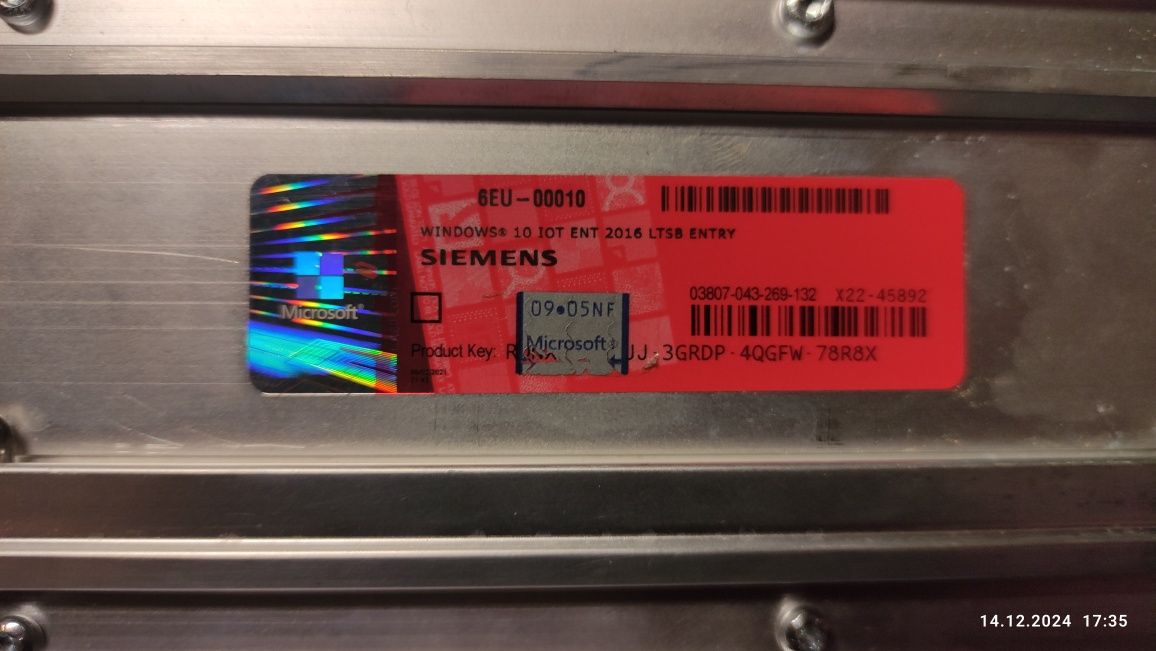 6EU-00010
WINDOWS® 10 IOT ENT 2016 LTSB ENTRY
SIEMENS
Microsoft®
03807-043-269-132 X22-45892
09●05NF
Microsoft®
Product Key: 3GRDP-4QGFW-78R8X
14.12.2024 17:35